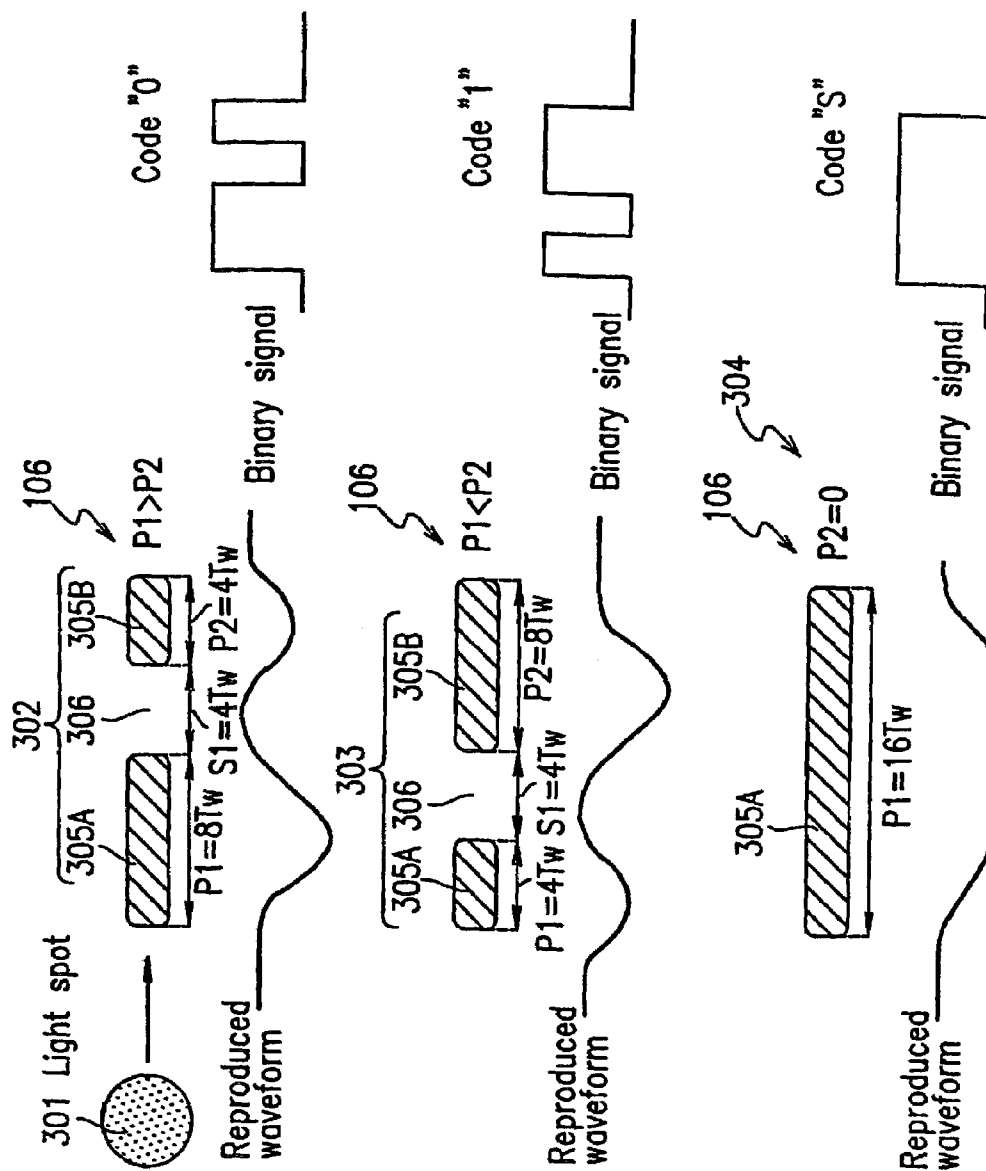 301 Light spot
302
305A
306
305B
106
P1>P2
P1=8Tw
S1=4Tw
P2=4Tw
Reproduced
waveform
Binary signal
Code "0"
303
305A
306
305B
106
P1<P2
P1=4Tw
S1=4Tw
P2=8Tw
Reproduced
waveform
Binary signal
Code "1"
305A
106
304
P2=0
P1=16Tw
Reproduced
waveform
Binary signal
Code "S"